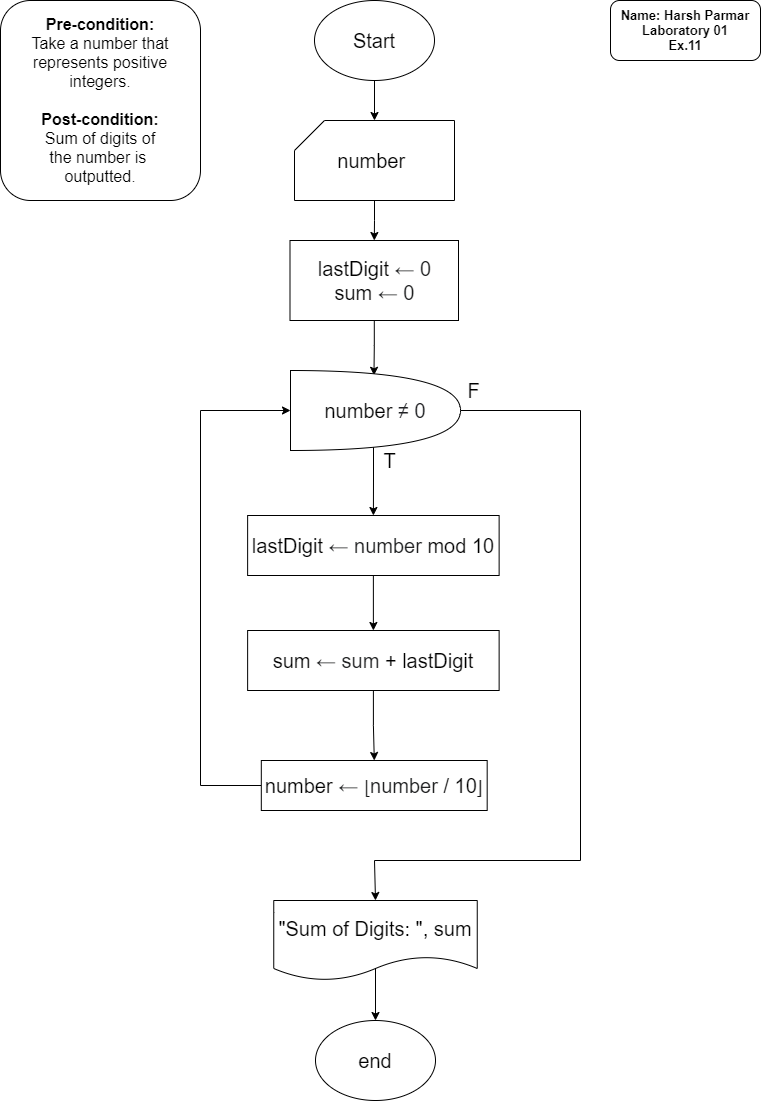 Pre-condition:
Take a number that
represents positive
integers.
Post-condition:
Sum of digits of
the number is
outputted.
Start
Name: Harsh Parmar
Laboratory 01
Ex.11
number
lastDigit ← 0
sum ← 0
number ≠ 0
F
T
lastDigit ← number mod 10
sum ← sum + lastDigit
number ← ⌊number / 10⌋
"Sum of Digits: ", sum
end